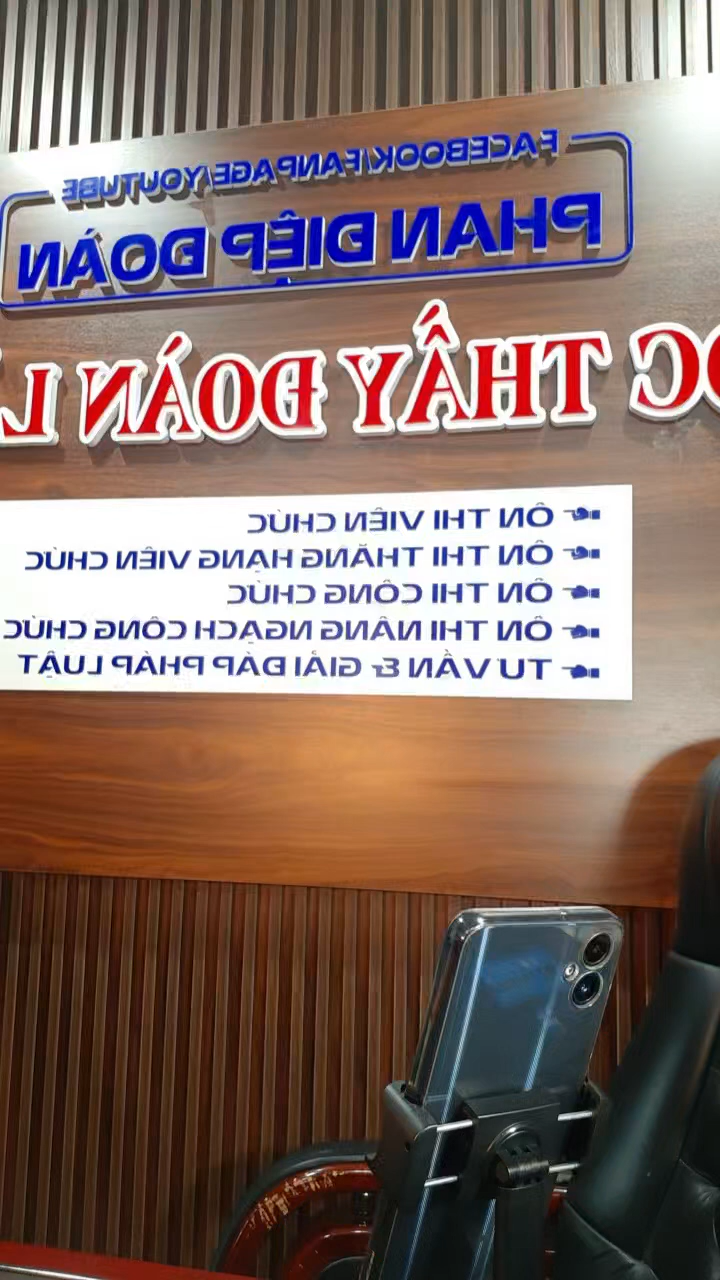 FACEBOOK/FANPAGE/YOUTUBE
PHAN ĐIỆP ĐOÁN
THẦY ĐOÁN
ÔN THI VIÊN CHỨC
ÔN THI THĂNG HẠNG VIÊN CHỨC
ÔN THI CÔNG CHỨC
ÔN THI NÂNG NGẠCH CÔNG CHỨC
TƯ VẤN & GIẢI ĐÁP PHÁP LUẬT